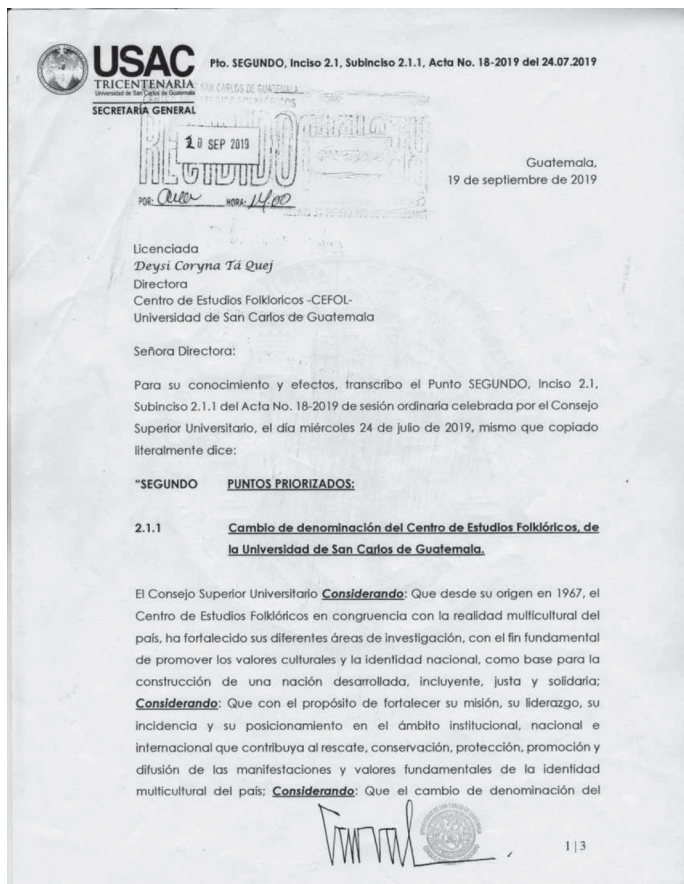 USAC
TRICENTENARIA
Universidad de San Carlos de Guatemala
SECRETARÍA GENERAL
Pto. SEGUNDO, Inciso 2.1, Subinciso 2.1.1, Acta No. 18-2019 del 24.07.2019
SAN CARLOS DE GUATEMALA
RECIBIDO
20 SEP 2019
POR: HORA: 14:00
Guatemala,
19 de septiembre de 2019
Licenciada
Deysi Coryna Tá Quej
Directora
Centro de Estudios Folkloricos -CEFOL-
Universidad de San Carlos de Guatemala
Señora Directora:
Para su conocimiento y efectos, transcribo el Punto SEGUNDO, Inciso 2.1,
Subinciso 2.1.1 del Acta No. 18-2019 de sesión ordinaria celebrada por el Consejo
Superior Universitario, el día miércoles 24 de julio de 2019, mismo que copiado
literalmente dice:
"SEGUNDO PUNTOS PRIORIZADOS:
2.1.1 Cambio de denominación del Centro de Estudios Folklóricos, de
la Universidad de San Carlos de Guatemala.
El Consejo Superior Universitario Considerando: Que desde su origen en 1967, el
Centro de Estudios Folklóricos en congruencia con la realidad multicultural del
país, ha fortalecido sus diferentes áreas de investigación, con el fin fundamental
de promover los valores culturales y la identidad nacional, como base para la
construcción de una nación desarrollada, incluyente, justa y solidaria;
Considerando: Que con el propósito de fortalecer su misión, su liderazgo, su
incidencia y su posicionamiento en el ámbito institucional, nacional e
internacional que contribuya al rescate, conservación, protección, promoción y
difusión de las manifestaciones y valores fundamentales de la identidad
multicultural del país; Considerando: Que el cambio de denominación del
1|3